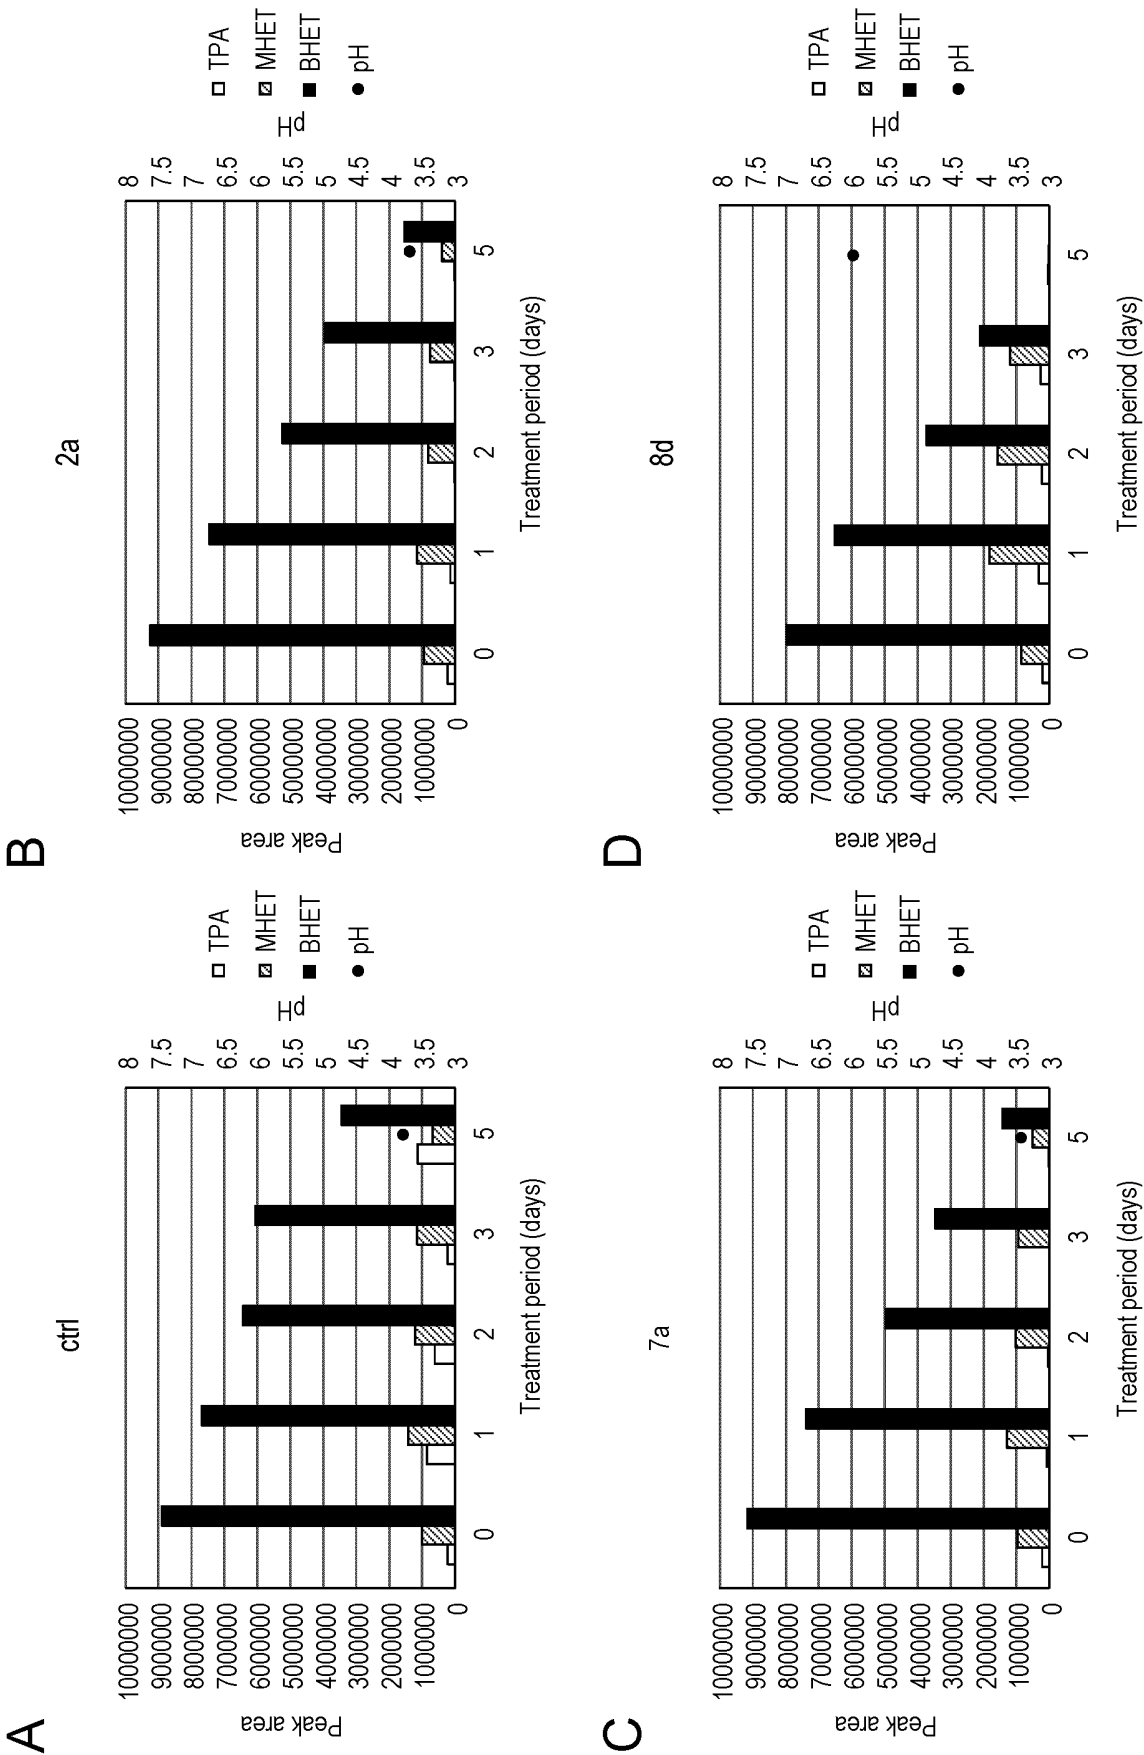 A
ctrl
Peak area
10000000
9000000
8000000
7000000
6000000
5000000
4000000
3000000
2000000
1000000
0
8
7.5
7
6.5
6
5.5
5
4.5
4
3.5
3
pH
0 1 2 3 5
Treatment period (days)
TPA
MHET
BHET
pH
B
2a
Peak area
10000000
9000000
8000000
7000000
6000000
5000000
4000000
3000000
2000000
1000000
0
8
7.5
7
6.5
6
5.5
5
4.5
4
3.5
3
pH
0 1 2 3 5
Treatment period (days)
TPA
MHET
BHET
pH
C
7a
Peak area
10000000
9000000
8000000
7000000
6000000
5000000
4000000
3000000
2000000
1000000
0
8
7.5
7
6.5
6
5.5
5
4.5
4
3.5
3
pH
0 1 2 3 5
Treatment period (days)
TPA
MHET
BHET
pH
D
8d
Peak area
10000000
9000000
8000000
7000000
6000000
5000000
4000000
3000000
2000000
1000000
0
8
7.5
7
6.5
6
5.5
5
4.5
4
3.5
3
pH
0 1 2 3 5
Treatment period (days)
TPA
MHET
BHET
pH